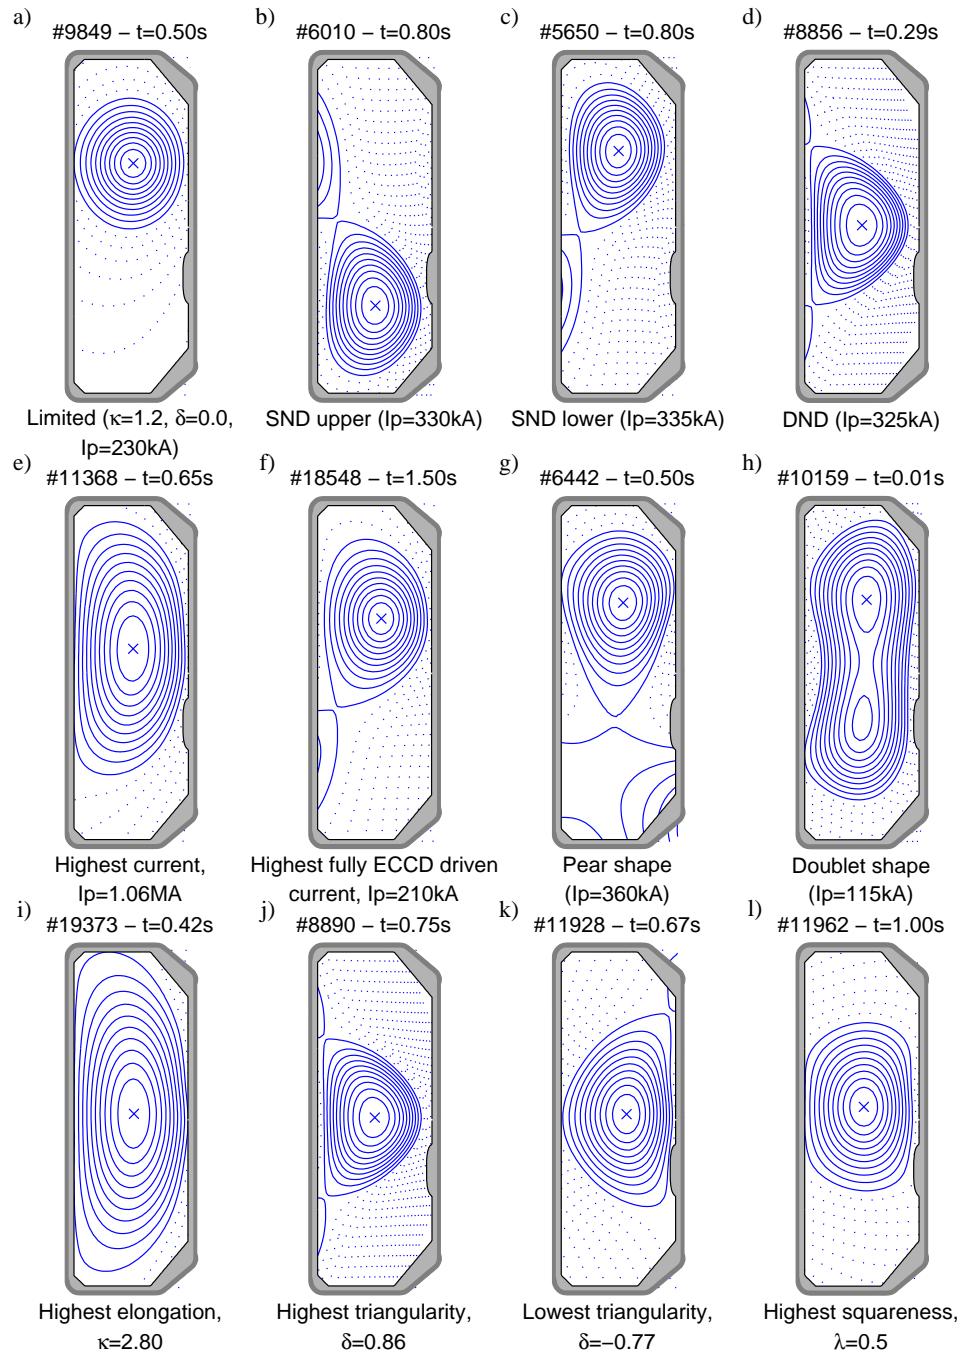 a)
#9849 – t=0.50s
b)
#6010 – t=0.80s
c)
#5650 – t=0.80s
d)
#8856 – t=0.29s
Limited (κ=1.2, δ=0.0,
Ip=230kA)
SND upper (Ip=330kA)
SND lower (Ip=335kA)
DND (Ip=325kA)
e)
#11368 – t=0.65s
f)
#18548 – t=1.50s
g)
#6442 – t=0.50s
h)
#10159 – t=0.01s
Highest current,
Ip=1.06MA
Highest fully ECCD driven
current, Ip=210kA
Pear shape
(Ip=360kA)
Doublet shape
(Ip=115kA)
i)
#19373 – t=0.42s
j)
#8890 – t=0.75s
k)
#11928 – t=0.67s
l)
#11962 – t=1.00s
Highest elongation,
κ=2.80
Highest triangularity,
δ=0.86
Lowest triangularity,
δ=−0.77
Highest squareness,
λ=0.5